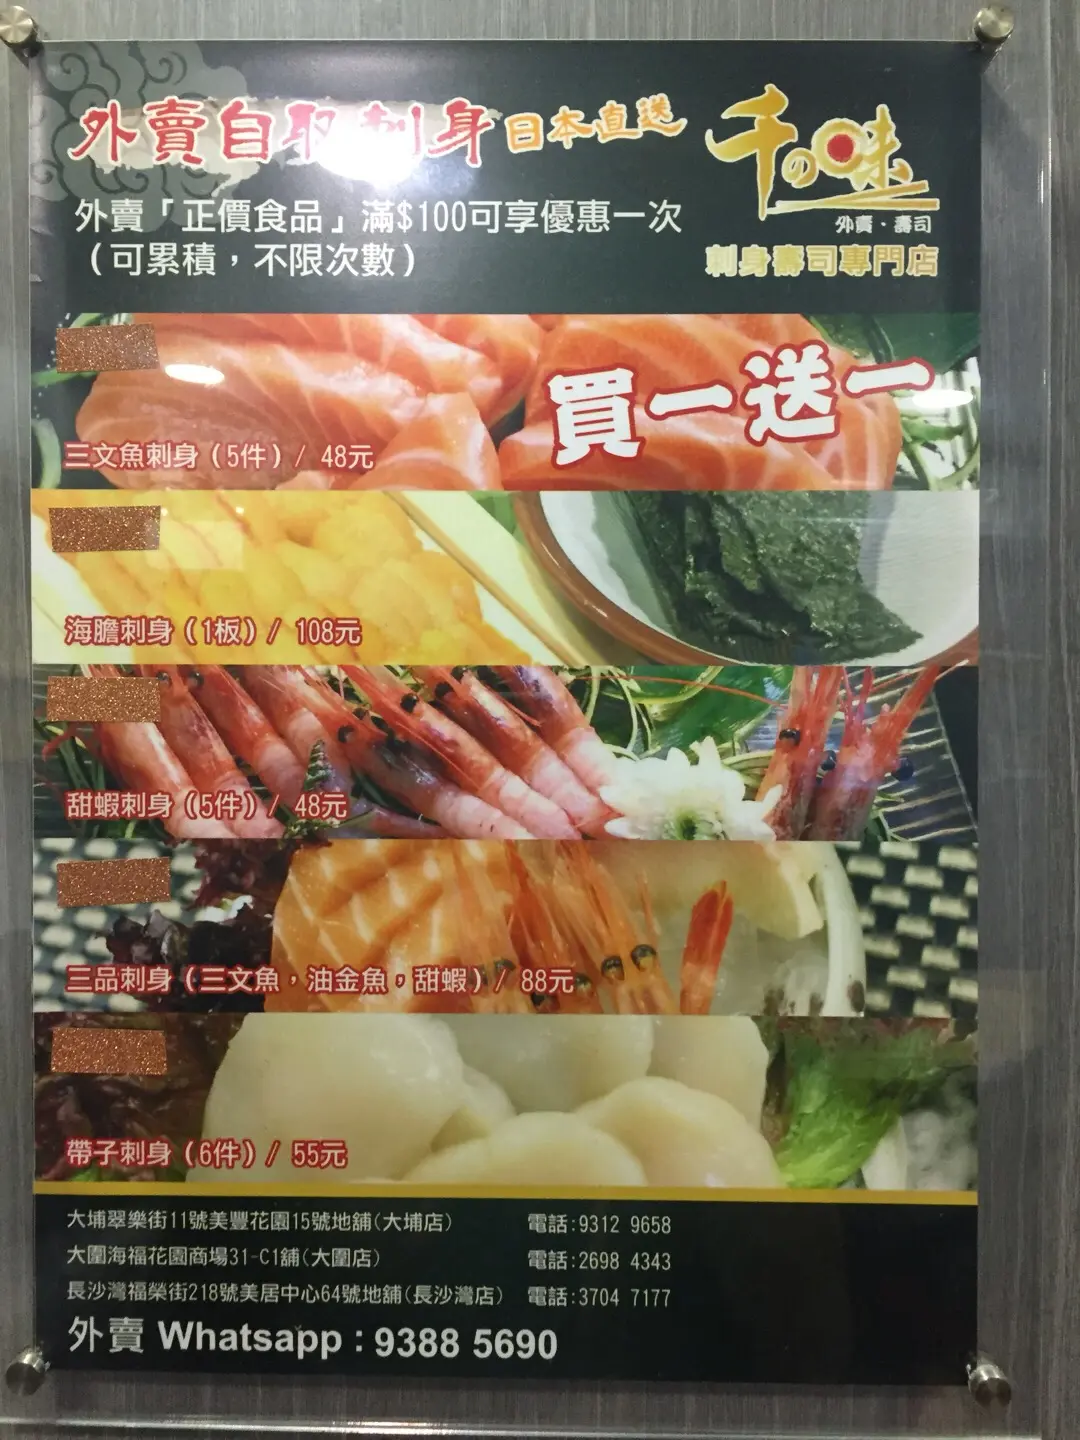 外賣自取刺身日本直送
千の味
外賣·壽司
刺身壽司專門店
外賣「正價食品」滿$100可享優惠一次
(可累積，不限次數)
買一送一
三文魚刺身(5件)/ 48元
海膽刺身(1板)/ 108元
甜蝦刺身(5件)/ 48元
三品刺身(三文魚，油金魚，甜蝦)/ 88元
帶子刺身(6件)/ 55元
大埔翠樂街11號美豐花園15號地舖(大埔店) 電話:9312 9658
大圍海福花園商場31-C1舖(大圍店) 電話:2698 4343
長沙灣福榮街218號美居中心64號地舖(長沙灣店) 電話:3704 7177
外賣 Whatsapp : 9388 5690